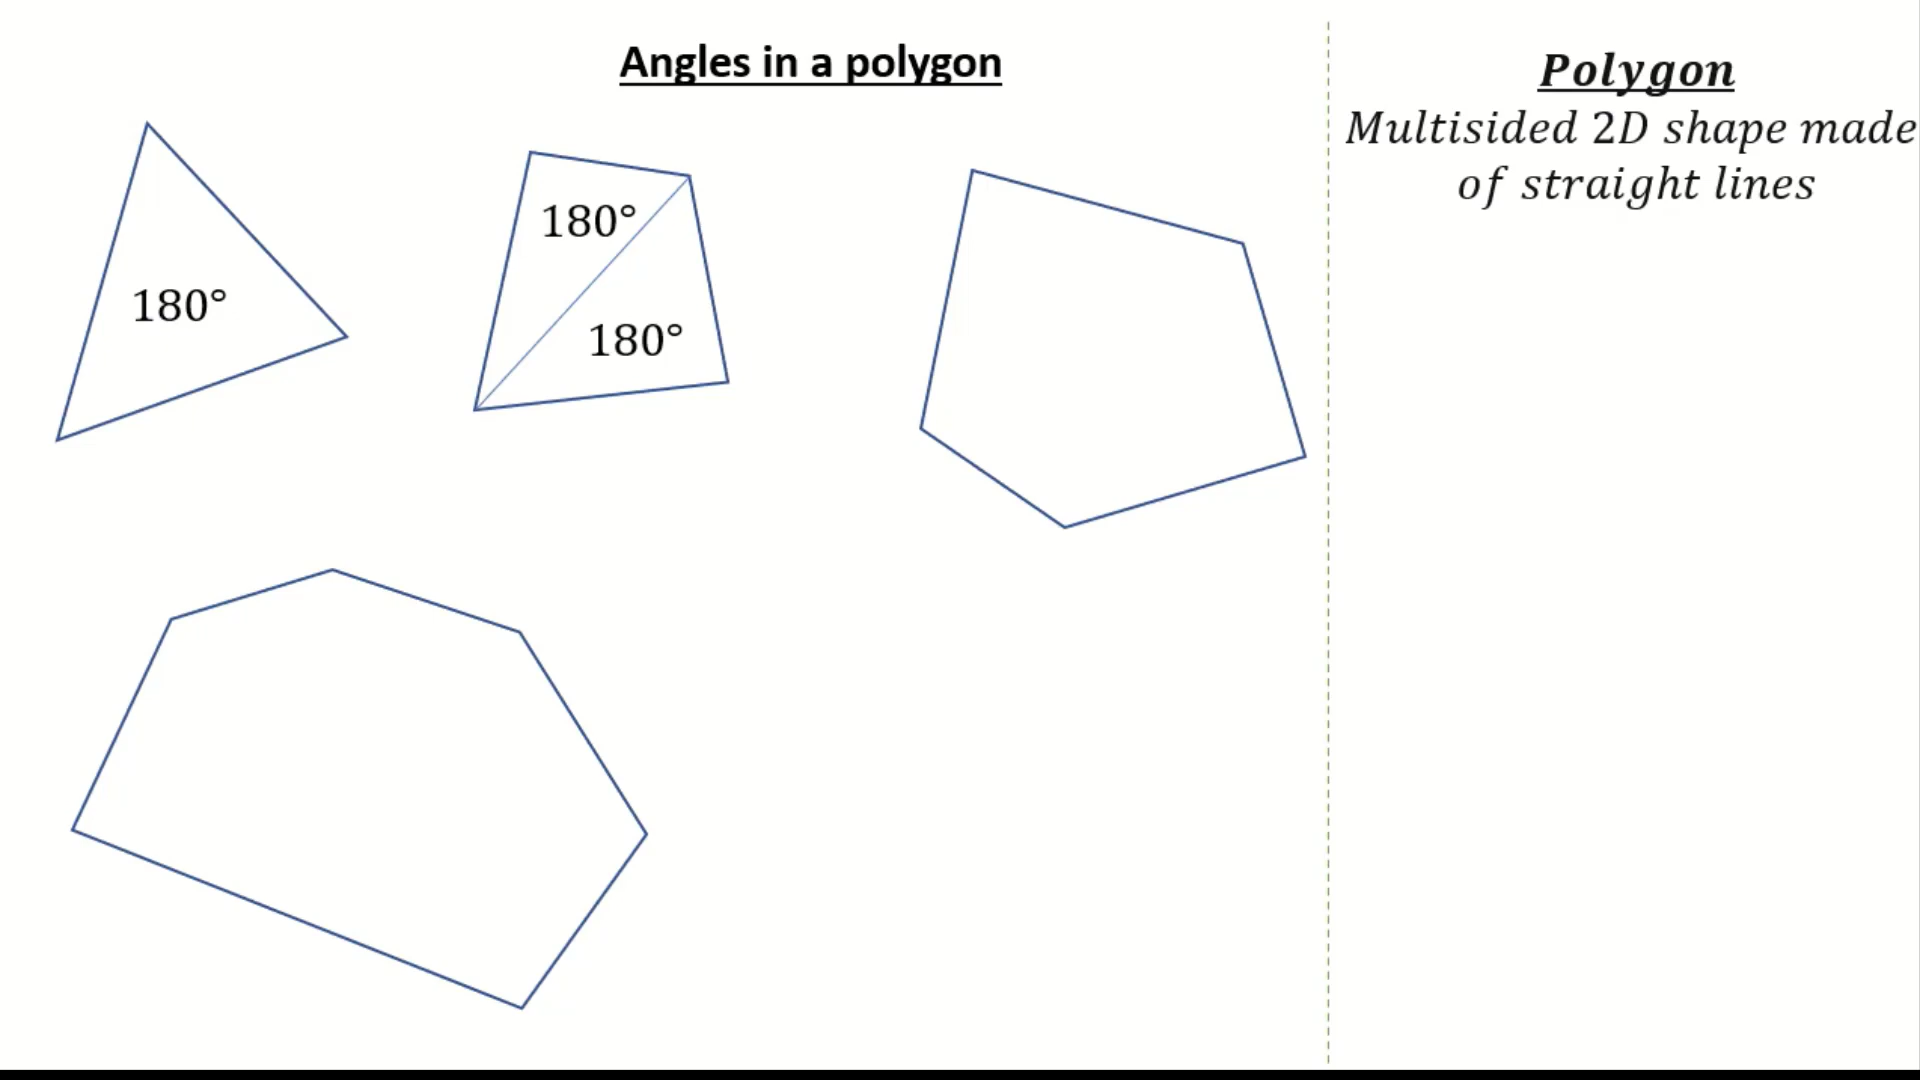 Angles in a polygon
180°
180°
180°
Polygon
Multisided 2D shape made
of straight lines